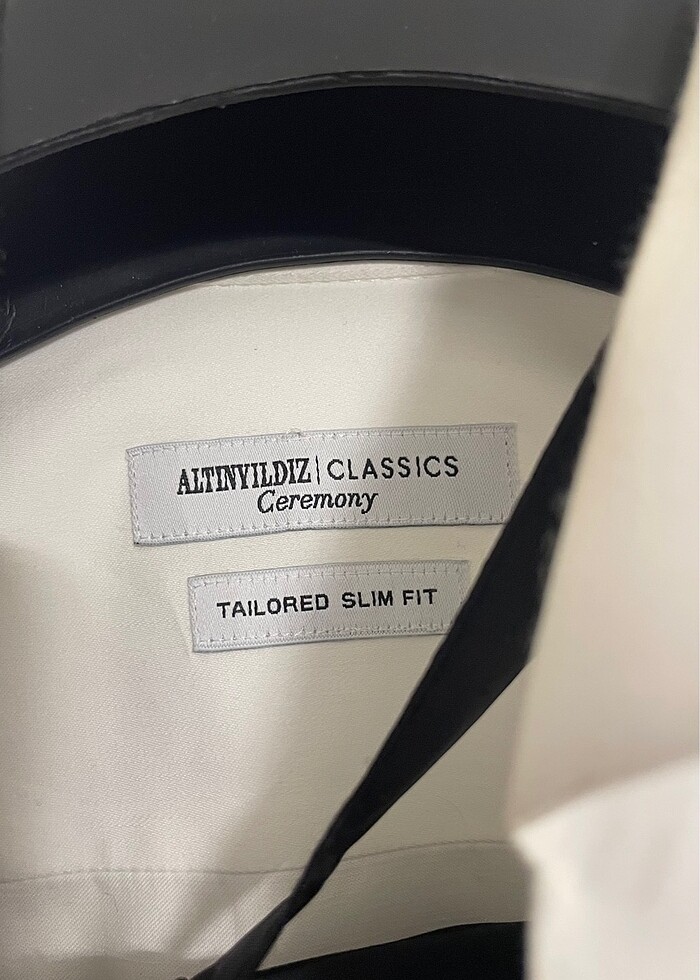 ALTINYILDIZ | CLASSICS
Ceremony
TAILORED SLIM FIT